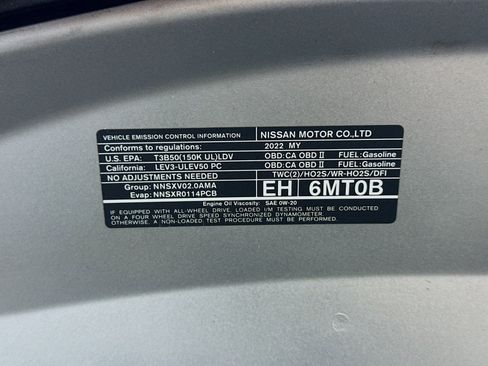 VEHICLE EMISSION CONTROL INFORMATION NISSAN MOTOR CO.,LTD
Conforms to regulations: 2022 MY
U.S. EPA: T3B50(150K UL)LDV OBD:CA OBD II FUEL:Gasoline
California: LEV3-ULEV50 PC OBD:CA OBD II FUEL:Gasoline
NO ADJUSTMENTS NEEDED TWC(2)/HO2S/WR-HO2S/DFI
Group: NNSXV02.0AMA EH 6MT0B
Evap: NNSXR0114PCB
Engine Oil Viscosity: SAE 0W-20
IF EQUIPPED WITH ALL-WHEEL DRIVE, LOADED I/M TESTS MUST BE PERFORMED
ON A FOUR WHEEL DRIVE SPEED SYNCHRONIZED DYNAMOMETER.
OTHERWISE, A NON-LOADED, TEST PROCEDURE MUST BE PERFORMED.